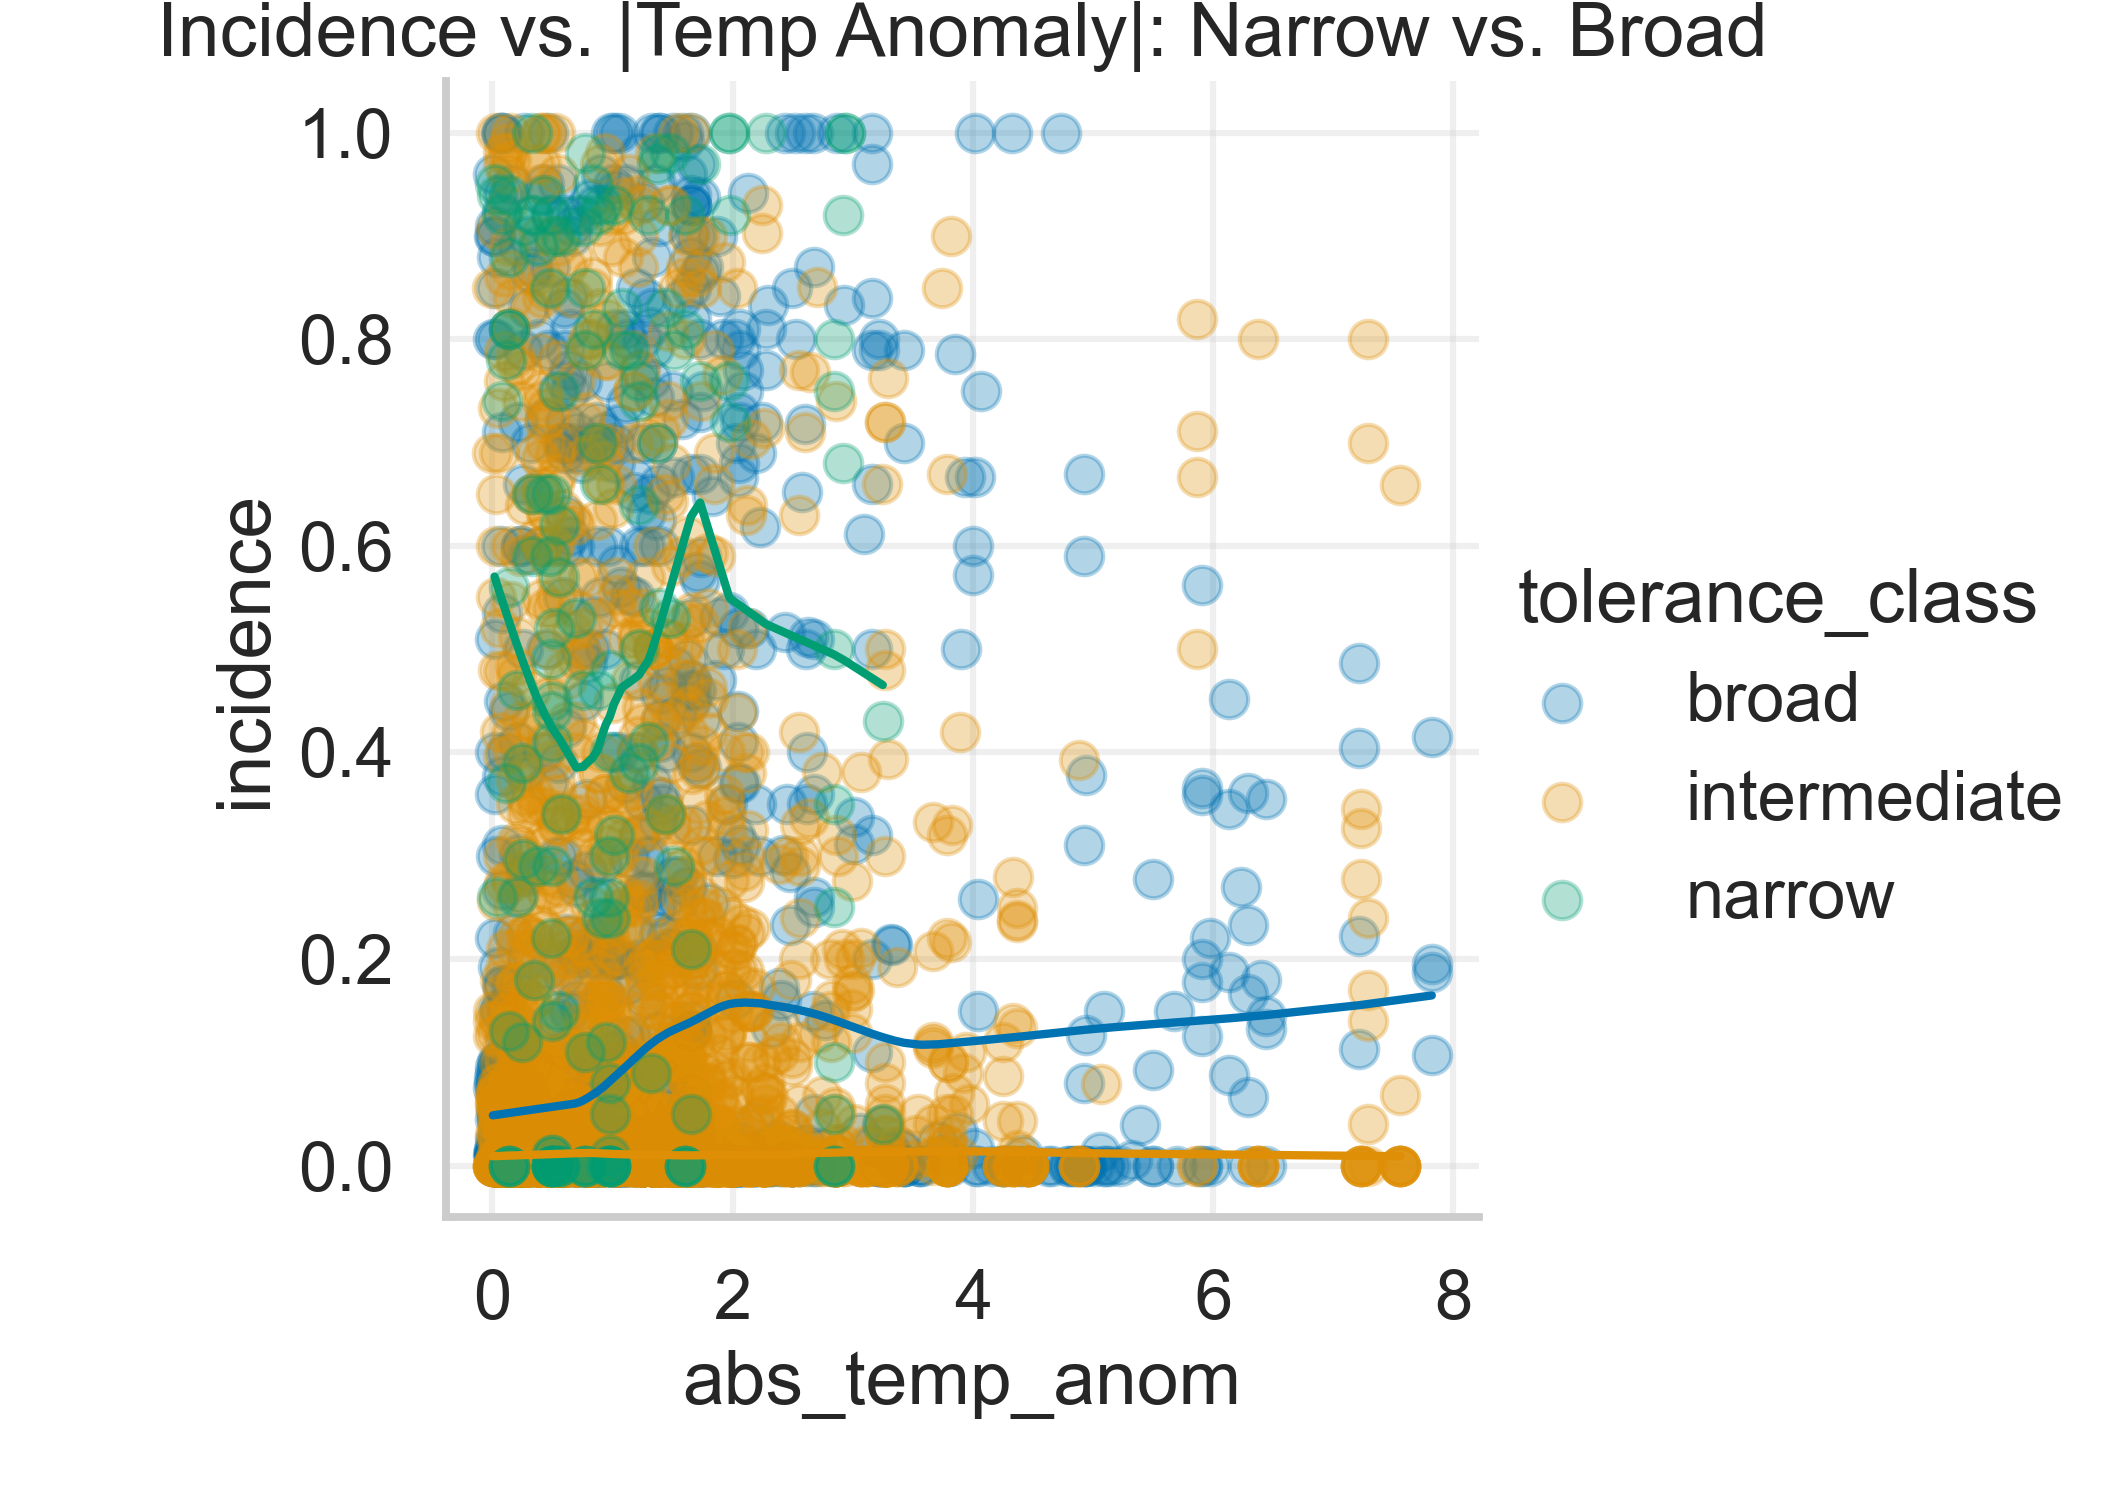 Incidence vs. |Temp Anomaly|: Narrow vs. Broad
1.0
0.8
0.6
0.4
0.2
0.0
incidence
0 2 4 6 8
abs_temp_anom
tolerance_class
broad
intermediate
narrow